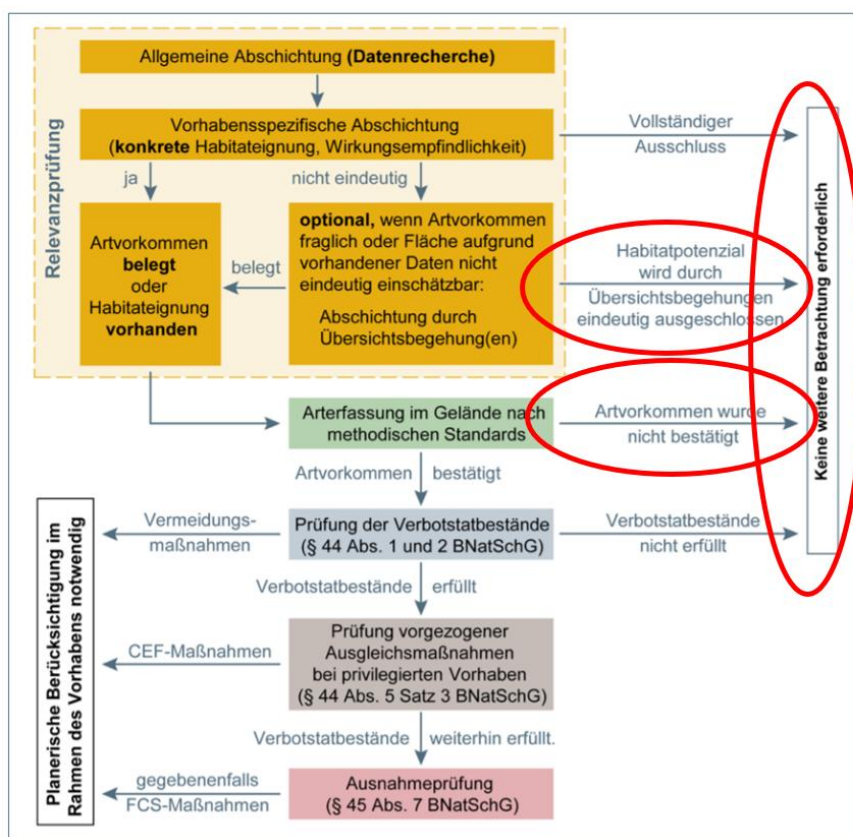 Allgemeine Abschichtung (Datenrecherche)
Relevanzprüfung
Vorhabensspezifische Abschichtung
(konkrete Habitateignung, Wirkungsempfindlichkeit)
Vollständiger
Ausschluss
ja
nicht eindeutig
Artvorkommen
belegt
oder
Habitateignung
vorhanden
belegt
optional, wenn Artvorkommen
fraglich oder Fläche aufgrund
vorhandener Daten nicht
eindeutig einschätzbar:
Abschichtung durch
Übersichtsbegehung(en)
Habitatpotenzial
wird durch
Übersichtsbegehungen
eindeutig ausgeschlossen
Keine weitere Betrachtung erforderlich
Arterfassung im Gelände nach
methodischen Standards
Artvorkommen wurde
nicht bestätigt
Artvorkommen bestätigt
Planerische Berücksichtigung im
Rahmen des Vorhabens notwendig
Vermeidungs-
maßnahmen
Prüfung der Verbotstatbestände
(§ 44 Abs. 1 und 2 BNatSchG)
Verbotstatbestände
nicht erfüllt
Verbotstatbestände erfüllt
CEF-Maßnahmen
Prüfung vorgezogener
Ausgleichsmaßnahmen
bei privilegierten Vorhaben
(§ 44 Abs. 5 Satz 3 BNatSchG)
Verbotstatbestände weiterhin erfüllt.
gegebenenfalls
FCS-Maßnahmen
Ausnahmeprüfung
(§ 45 Abs. 7 BNatSchG)